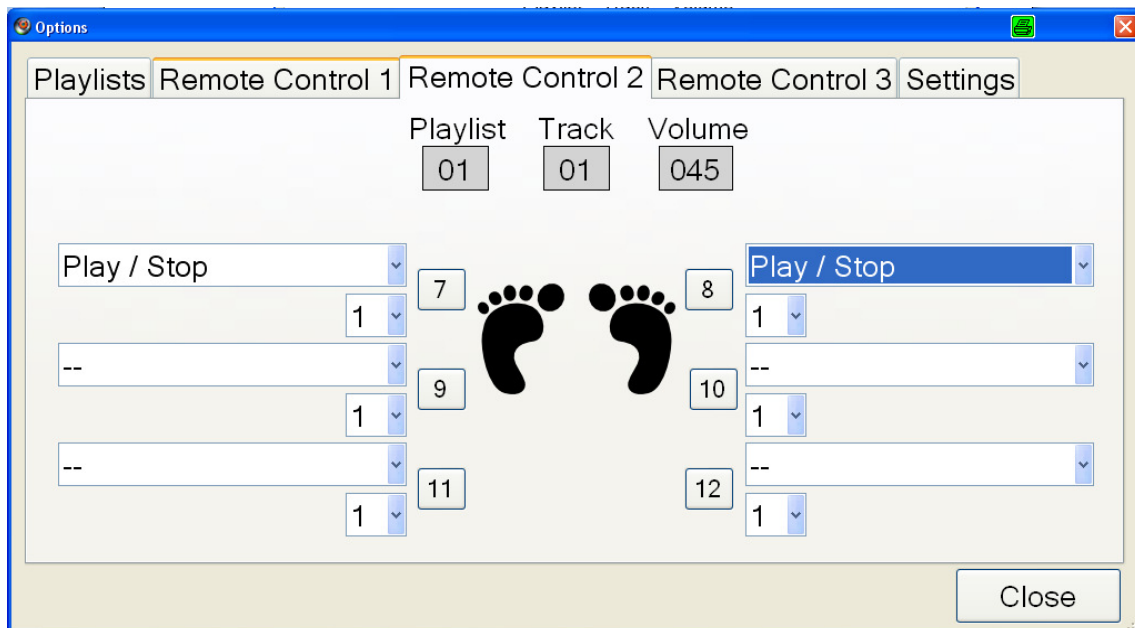 Options
Playlists Remote Control 1 Remote Control 2 Remote Control 3 Settings
Playlist Track Volume
01 01 045
Play / Stop 7 8 Play / Stop
1 1
-- 9 10 --
1 1
-- 11 12 --
1 1
Close